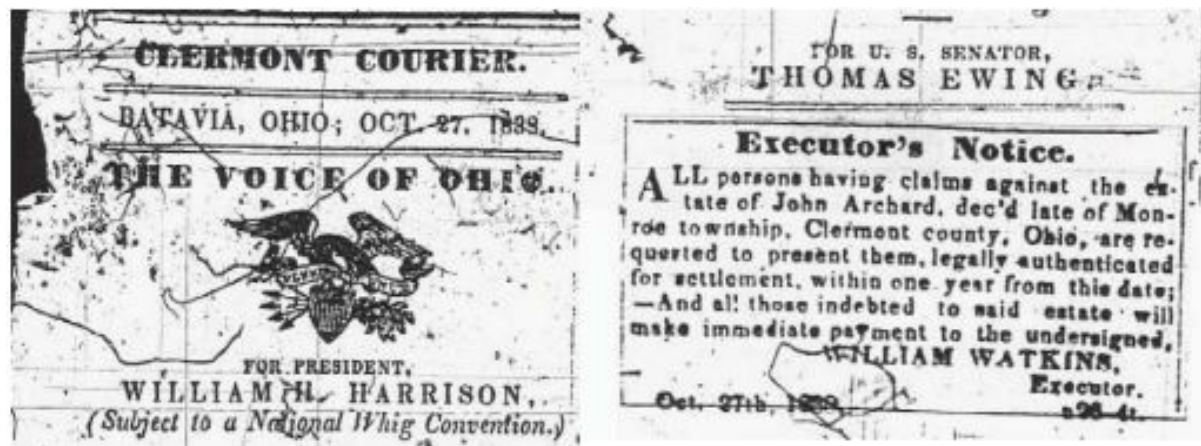 CLERMONT COURIER.
BATAVIA, OHIO; OCT. 27. 1838.
THE VOICE OF OHIO.
FOR PRESIDENT,
WILLIAM H. HARRISON,
(Subject to a National Whig Convention.)
FOR U. S. SENATOR,
THOMAS EWING.
Executor's Notice.
ALL persons having claims against the es-
tate of John Archard, dec'd late of Mon-
roe township, Clermont county, Ohio, are re-
quested to present them, legally authenticated
for settlement, within one year from this date;
—And all those indebted to said estate will
make immediate payment to the undersigned,
WILLIAM WATKINS,
Executor.
Oct. 27th, 1838